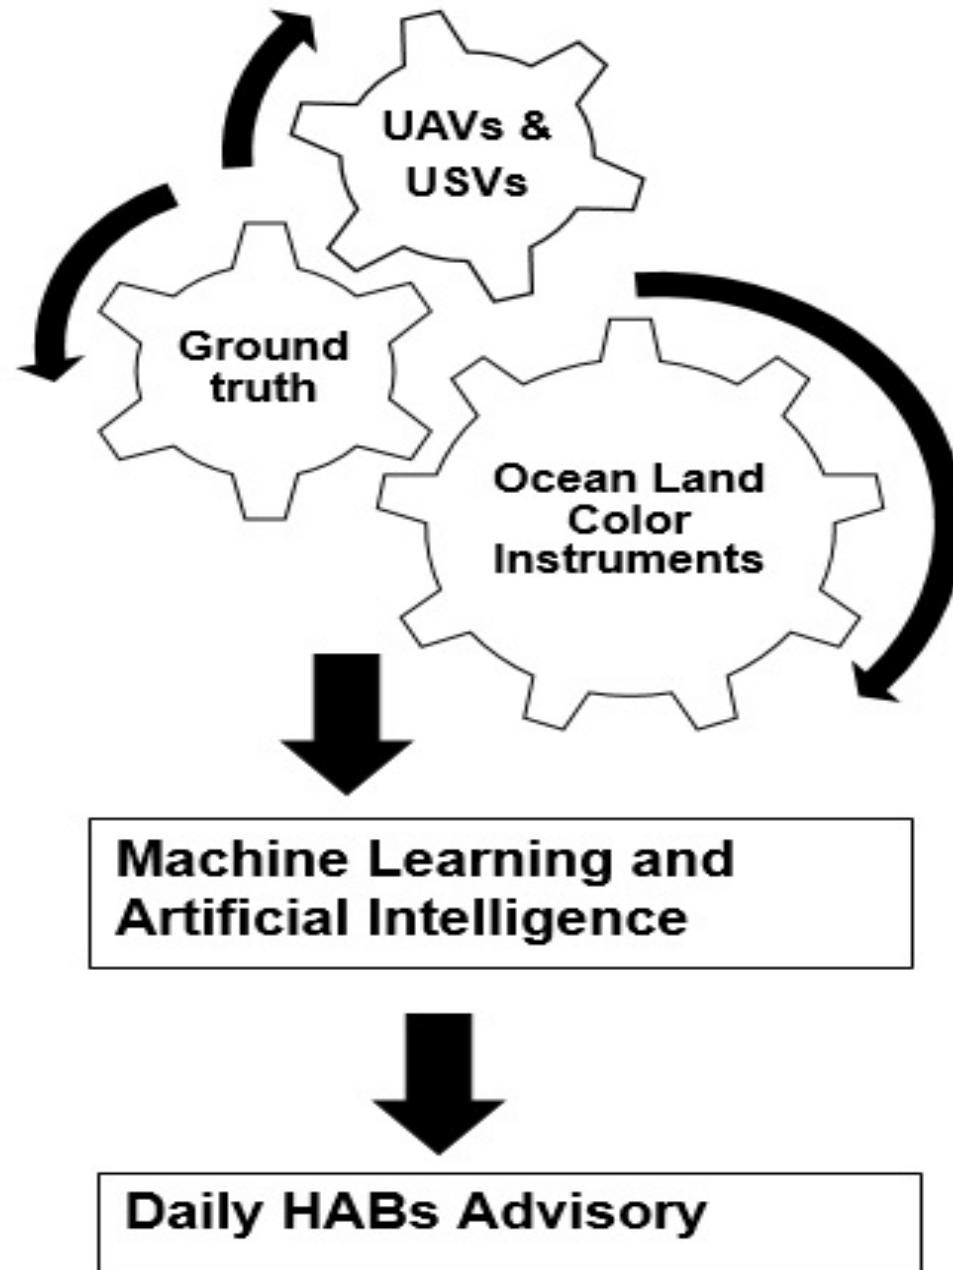 UAVs &
USVs
Ground
truth
Ocean Land
Color
Instruments
Machine Learning and
Artificial Intelligence
Daily HABs Advisory